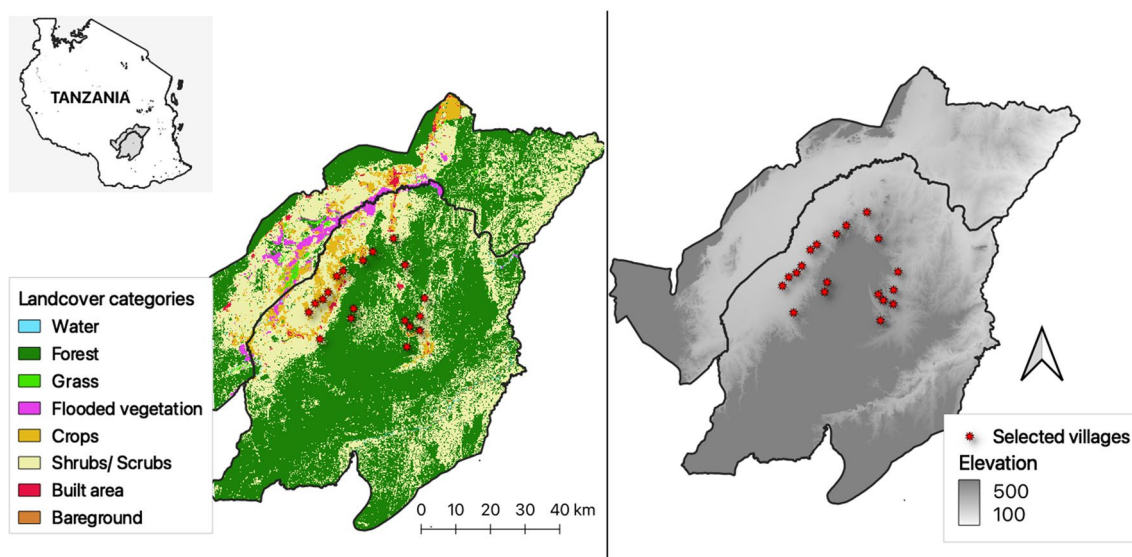 TANZANIA
Landcover categories
Water
Forest
Grass
Flooded vegetation
Crops
Shrubs/ Scrubs
Built area
Bareground
0 10 20 30 40 km
Selected villages
Elevation
500
100